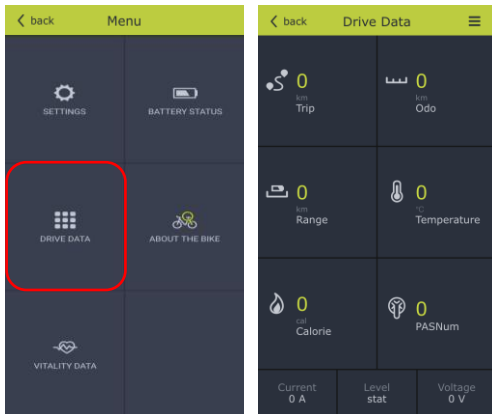 back Menu
SETTINGS
BATTERY STATUS
DRIVE DATA
ABOUT THE BIKE
VITALITY DATA
back Drive Data
0
km
Trip
0
km
Odo
0
km
Range
0
°C
Temperature
0
cal
Calorie
0
PASNum
Current
0 A
Level
stat
Voltage
0 V